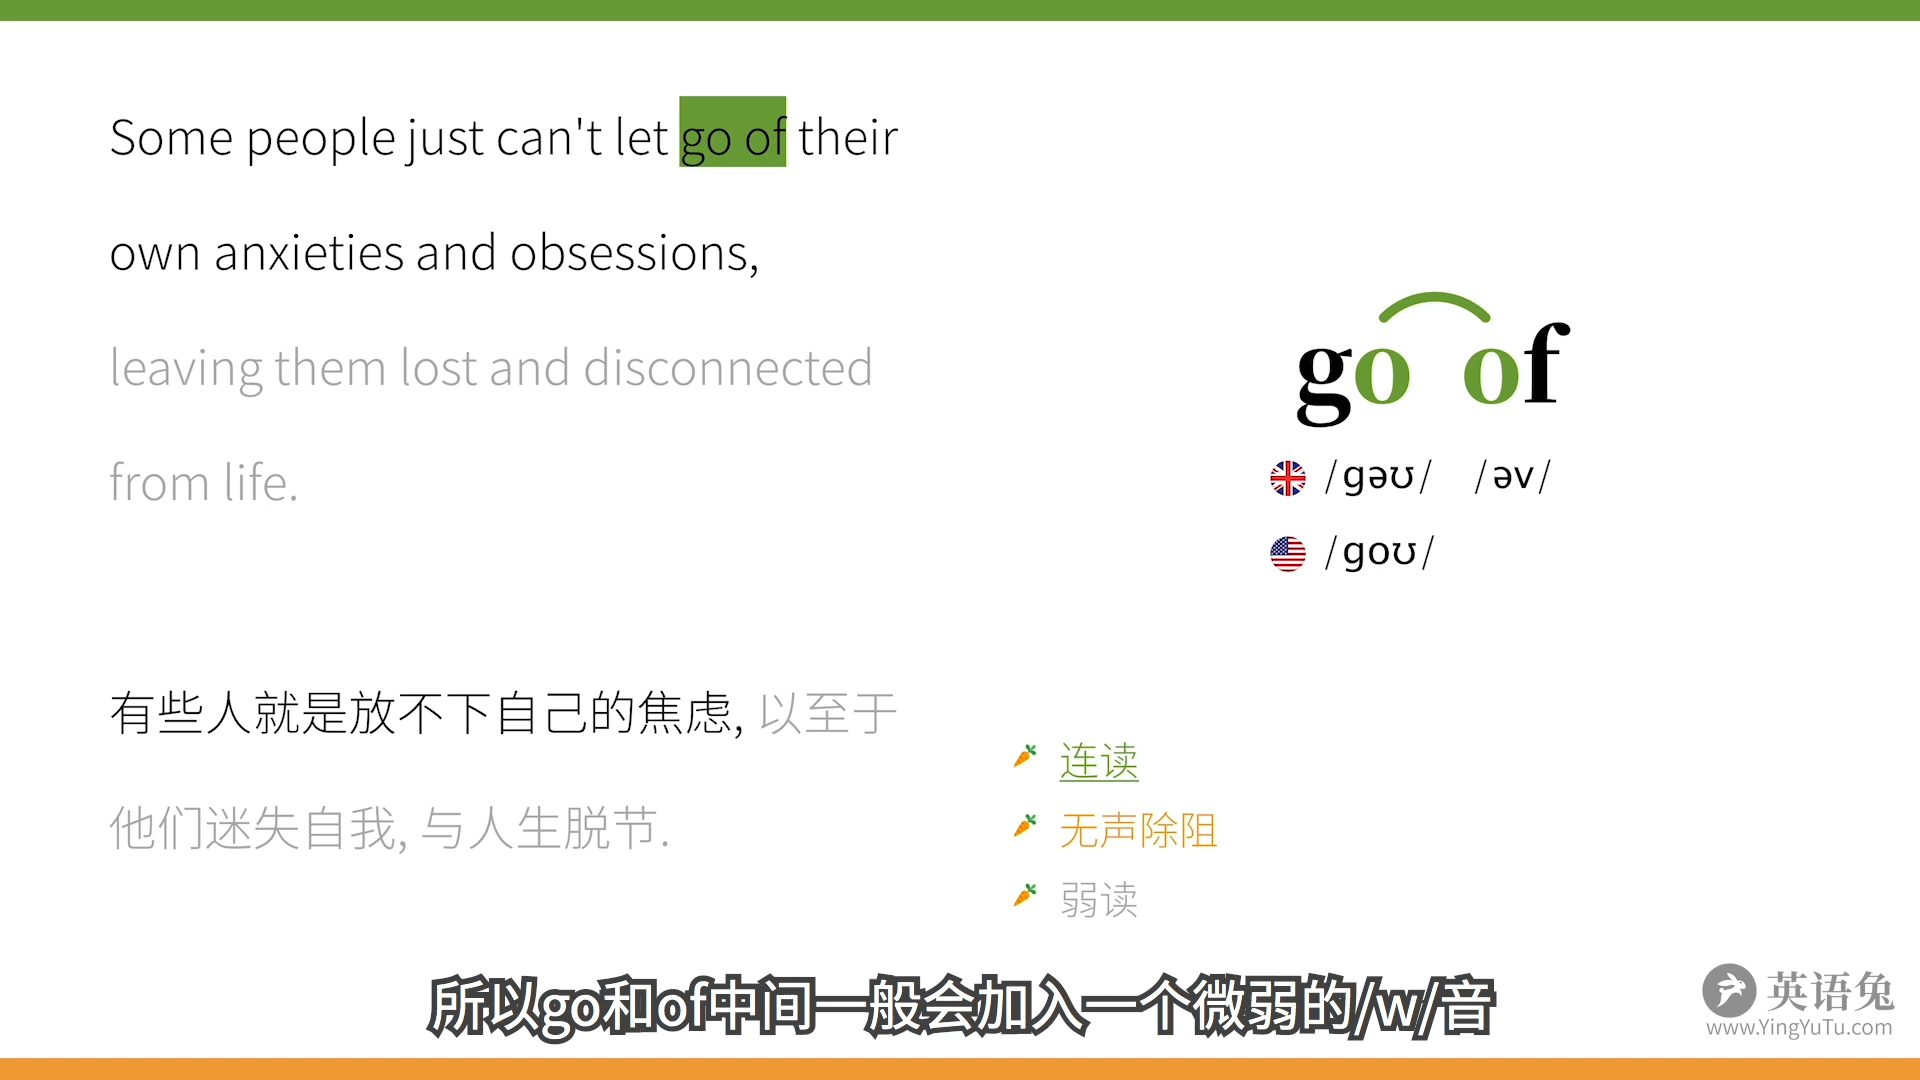 Some people just can't let go of their
own anxieties and obsessions,
leaving them lost and disconnected
from life.
go of
/ɡəʊ/ /əv/
/ɡoʊ/
有些人就是放不下自己的焦虑, 以至于
他们迷失自我, 与人生脱节.
连读
无声除阻
弱读
所以go和of中间一般会加入一个微弱的/w/音
英语兔
www.YingYuTu.com